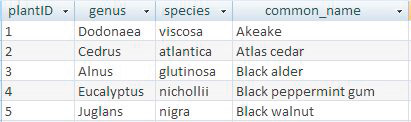 plantID genus species common_name
1 Dodonaea viscosa Akeake
2 Cedrus atlantica Atlas cedar
3 Alnus glutinosa Black alder
4 Eucalyptus nichollii Black peppermint gum
5 Juglans nigra Black walnut